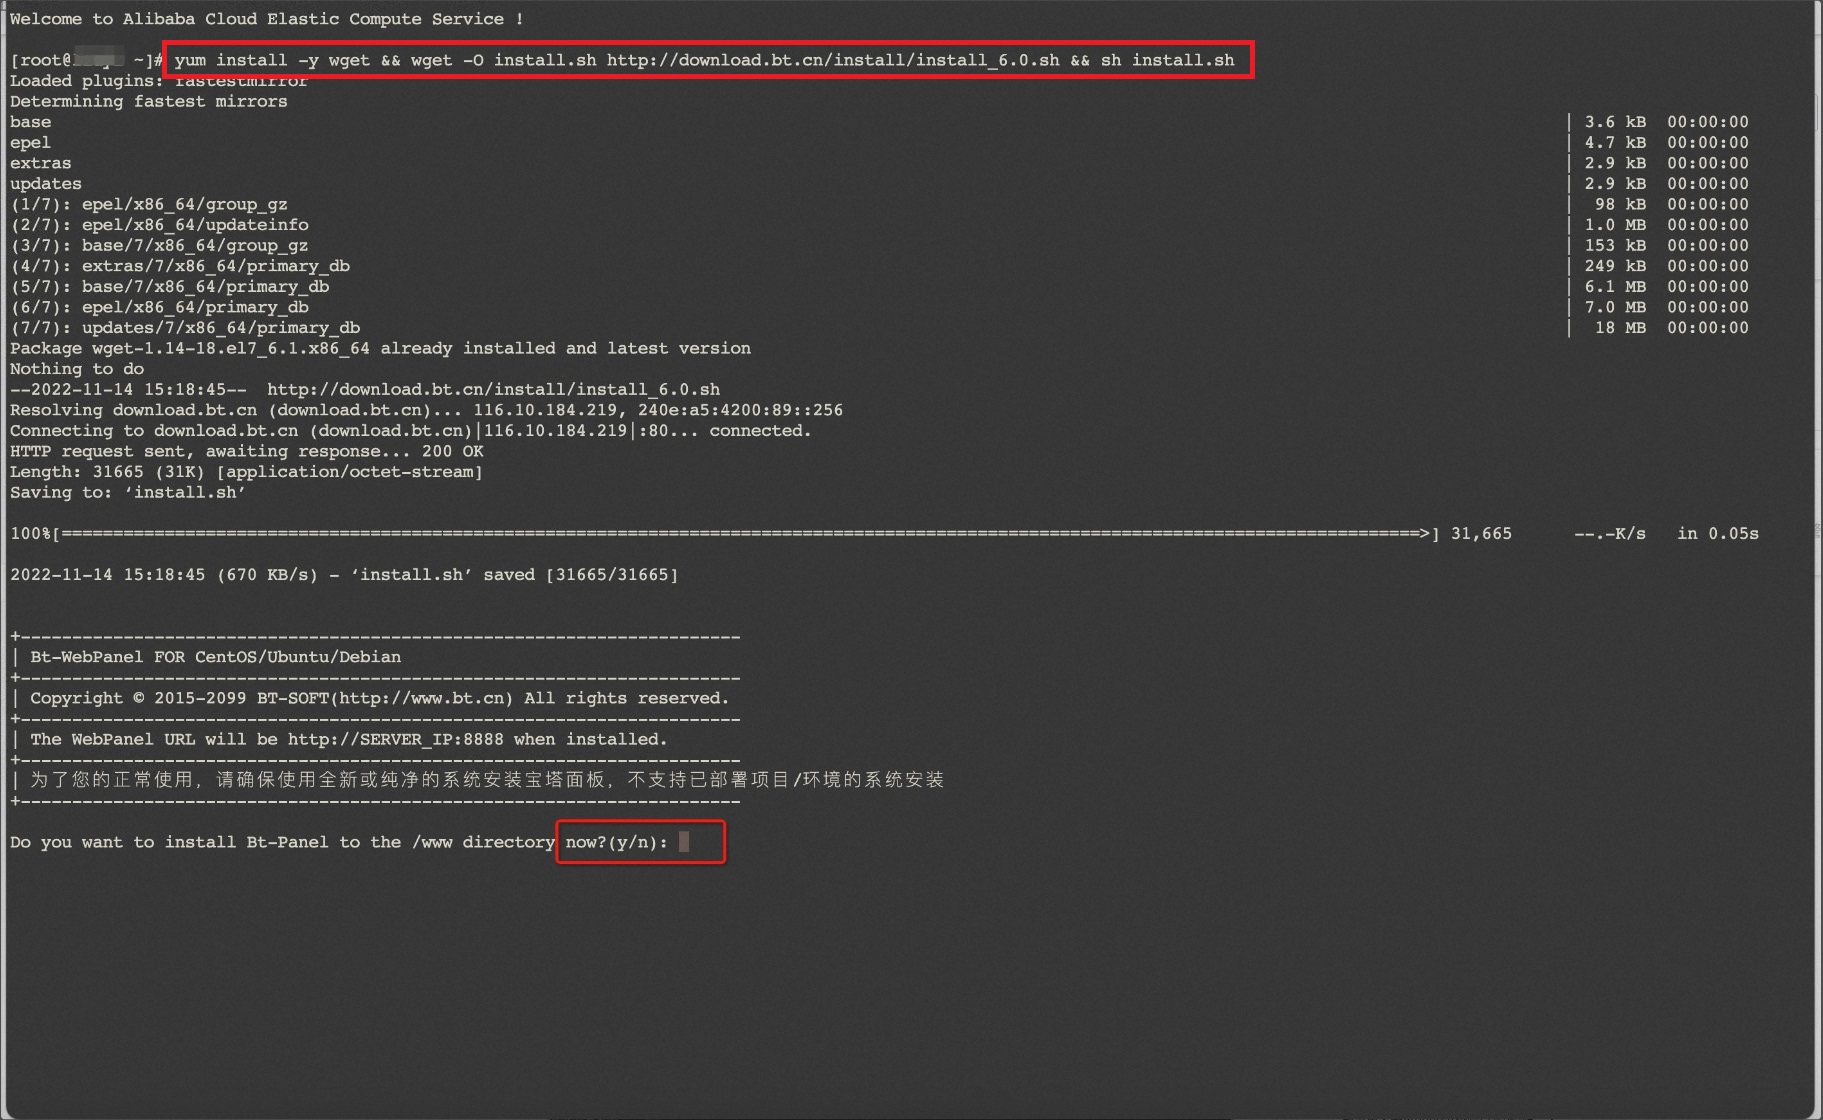 Welcome to Alibaba Cloud Elastic Compute Service !
[root@ ~]# yum install -y wget && wget -O install.sh http://download.bt.cn/install/install_6.0.sh && sh install.sh
Loaded plugins: fastestmirror
Determining fastest mirrors
base | 3.6 kB 00:00:00
epel | 4.7 kB 00:00:00
extras | 2.9 kB 00:00:00
updates | 2.9 kB 00:00:00
(1/7): epel/x86_64/group_gz | 98 kB 00:00:00
(2/7): epel/x86_64/updateinfo | 1.0 MB 00:00:00
(3/7): base/7/x86_64/group_gz | 153 kB 00:00:00
(4/7): extras/7/x86_64/primary_db | 249 kB 00:00:00
(5/7): base/7/x86_64/primary_db | 6.1 MB 00:00:00
(6/7): epel/x86_64/primary_db | 7.0 MB 00:00:00
(7/7): updates/7/x86_64/primary_db | 18 MB 00:00:00
Package wget-1.14-18.el7_6.1.x86_64 already installed and latest version
Nothing to do
--2022-11-14 15:18:45-- http://download.bt.cn/install/install_6.0.sh
Resolving download.bt.cn (download.bt.cn)... 116.10.184.219, 240e:a5:4200:89::256
Connecting to download.bt.cn (download.bt.cn)|116.10.184.219|:80... connected.
HTTP request sent, awaiting response... 200 OK
Length: 31665 (31K) [application/octet-stream]
Saving to: ‘install.sh’
100%[====================================================================================================================================>] 31,665 --.-K/s in 0.05s
2022-11-14 15:18:45 (670 KB/s) - ‘install.sh’ saved [31665/31665]
+----------------------------------------------------------------------
| Bt-WebPanel FOR CentOS/Ubuntu/Debian
+----------------------------------------------------------------------
| Copyright © 2015-2099 BT-SOFT(http://www.bt.cn) All rights reserved.
+----------------------------------------------------------------------
| The WebPanel URL will be http://SERVER_IP:8888 when installed.
+----------------------------------------------------------------------
| 为了您的正常使用，请确保使用全新或纯净的系统安装宝塔面板，不支持已部署项目/环境的系统安装
+----------------------------------------------------------------------
Do you want to install Bt-Panel to the /www directory now?(y/n):